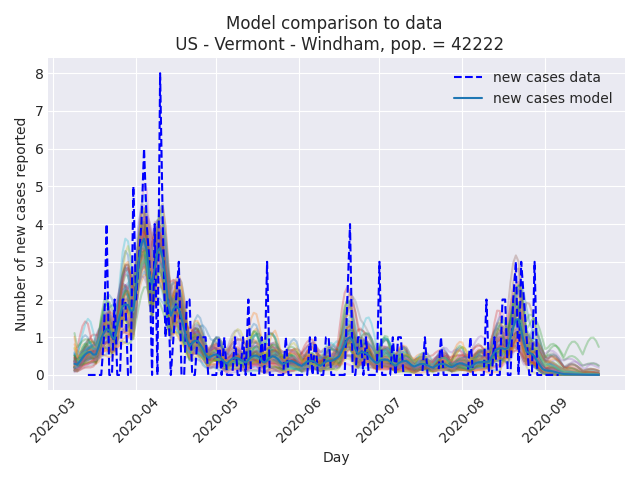 Model comparison to data
US - Vermont - Windham, pop. = 42222
new cases data
new cases model
Number of new cases reported
8
7
6
5
4
3
2
1
0
2020-03
2020-04
2020-05
2020-06
2020-07
2020-08
2020-09
Day